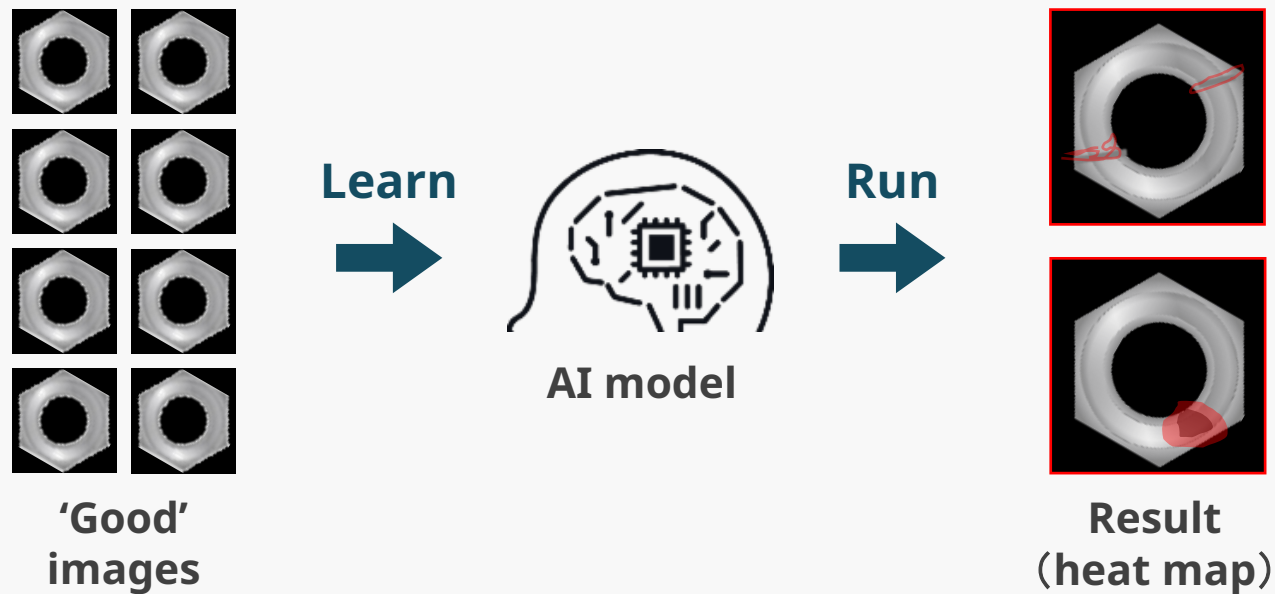 Learn
Run
AI model
‘Good’
images
Result
（heat map）